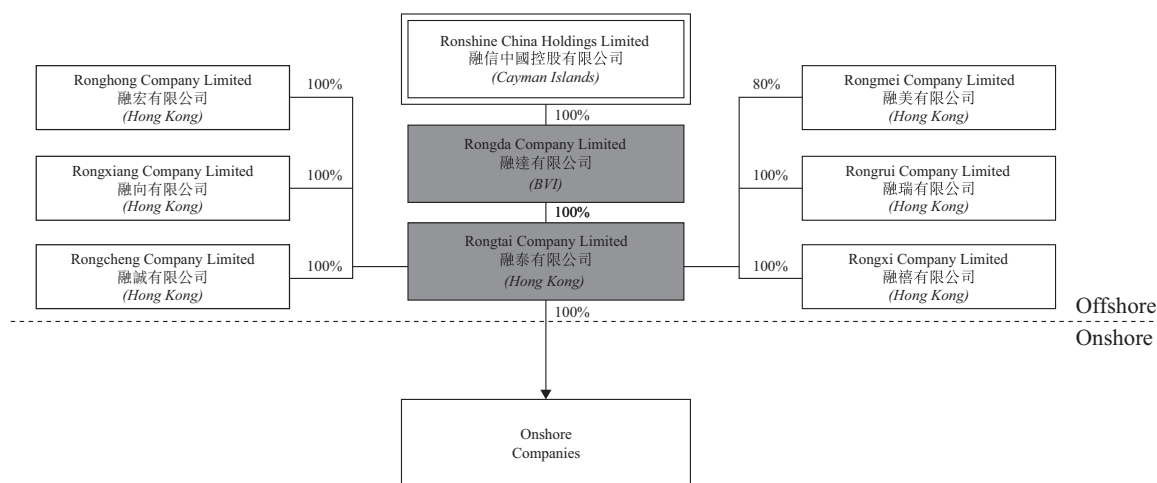 Ronshine China Holdings Limited
融信中國控股有限公司
(Cayman Islands)
100%
Ronghong Company Limited
融宏有限公司
(Hong Kong)
100%
Rongmei Company Limited
融美有限公司
(Hong Kong)
80%
Rongda Company Limited
融達有限公司
(BVI)
100%
Rongxiang Company Limited
融向有限公司
(Hong Kong)
100%
Rongrui Company Limited
融瑞有限公司
(Hong Kong)
100%
Rongtai Company Limited
融泰有限公司
(Hong Kong)
100%
Rongcheng Company Limited
融誠有限公司
(Hong Kong)
100%
Rongxi Company Limited
融禧有限公司
(Hong Kong)
100%
Offshore
Onshore
Onshore
Companies